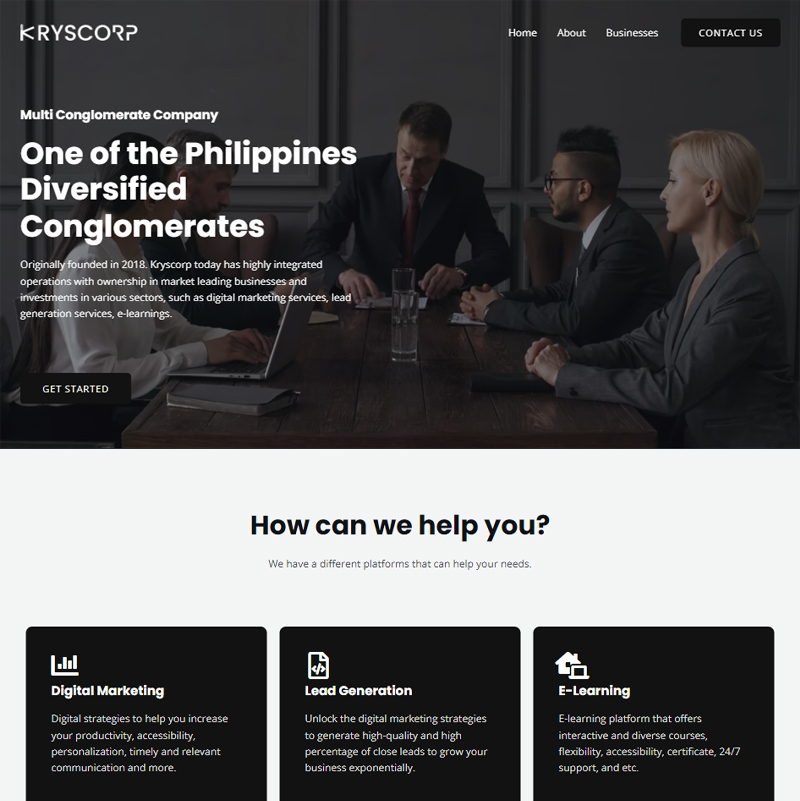 KRYSCORP
Home
About
Businesses
CONTACT US
Multi Conglomerate Company
One of the Philippines
Diversified
Conglomerates
Originally founded in 2018. Kryscorp today has highly integrated
operations with ownership in market leading businesses and
investments in various sectors, such as digital marketing services, lead
generation services, e-learnings.
GET STARTED
How can we help you?
We have a different platforms that can help your needs.
Digital Marketing
Digital strategies to help you increase
your productivity, accessibility,
personalization, timely and relevant
communication and more.
Lead Generation
Unlock the digital marketing strategies
to generate high-quality and high
percentage of close leads to grow your
business exponentially.
E-Learning
E-learning platform that offers
interactive and diverse courses,
flexibility, accessibility, certificate, 24/7
support, and etc.